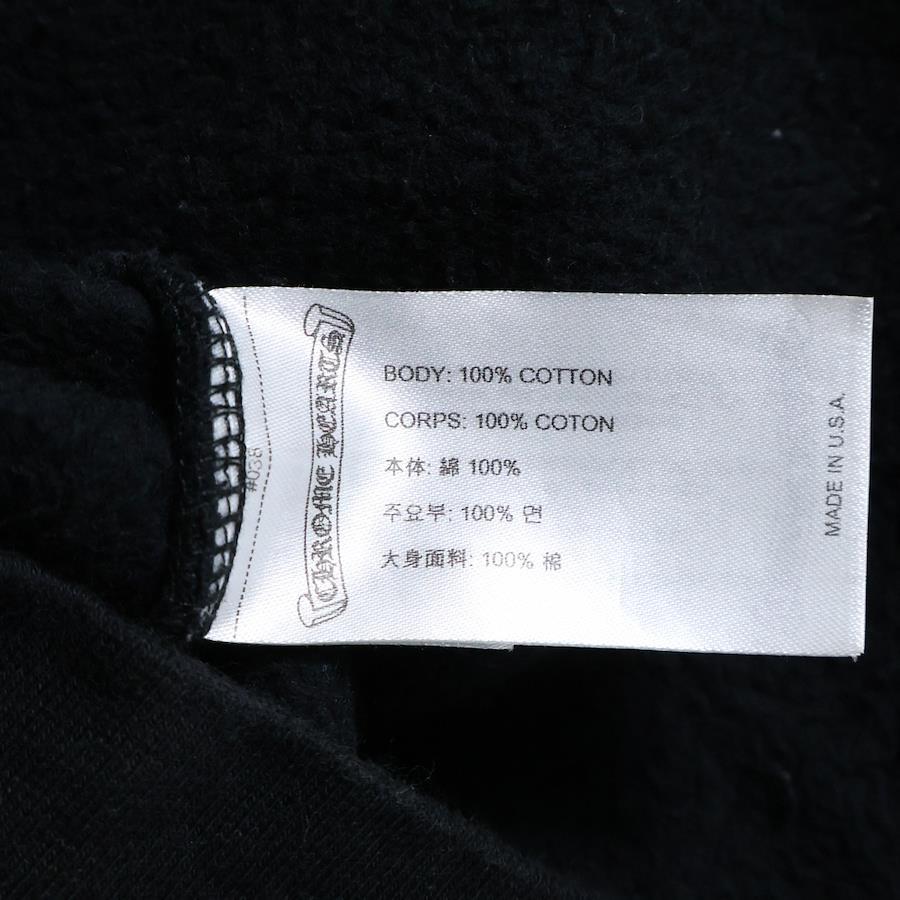 #038
CHROME HEARTS
BODY: 100% COTTON
CORPS: 100% COTON
本体: 綿 100%
주요부: 100% 면
大身面料: 100% 棉
MADE IN U.S.A.